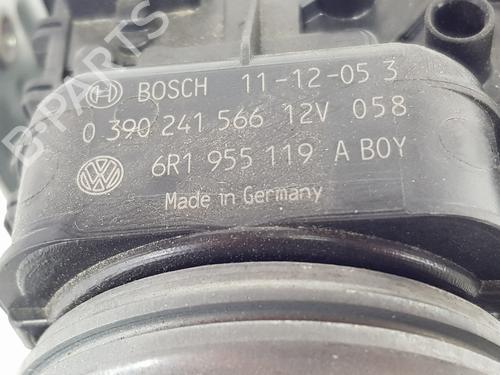 BOSCH 11-12-05 3
0 390 241 566 12V 058
6R1 955 119 A BOY
Made in Germany
B-PARTS